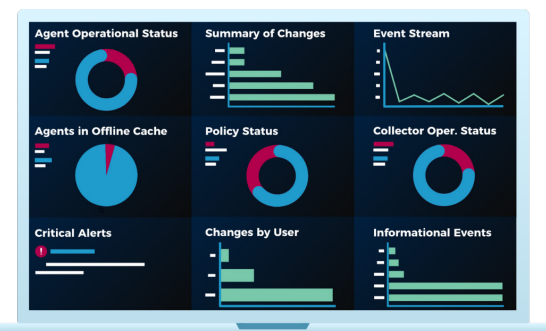 Agent Operational Status
Summary of Changes
Event Stream
Agents in Offline Cache
Policy Status
Collector Oper. Status
Critical Alerts
!
Changes by User
Informational Events